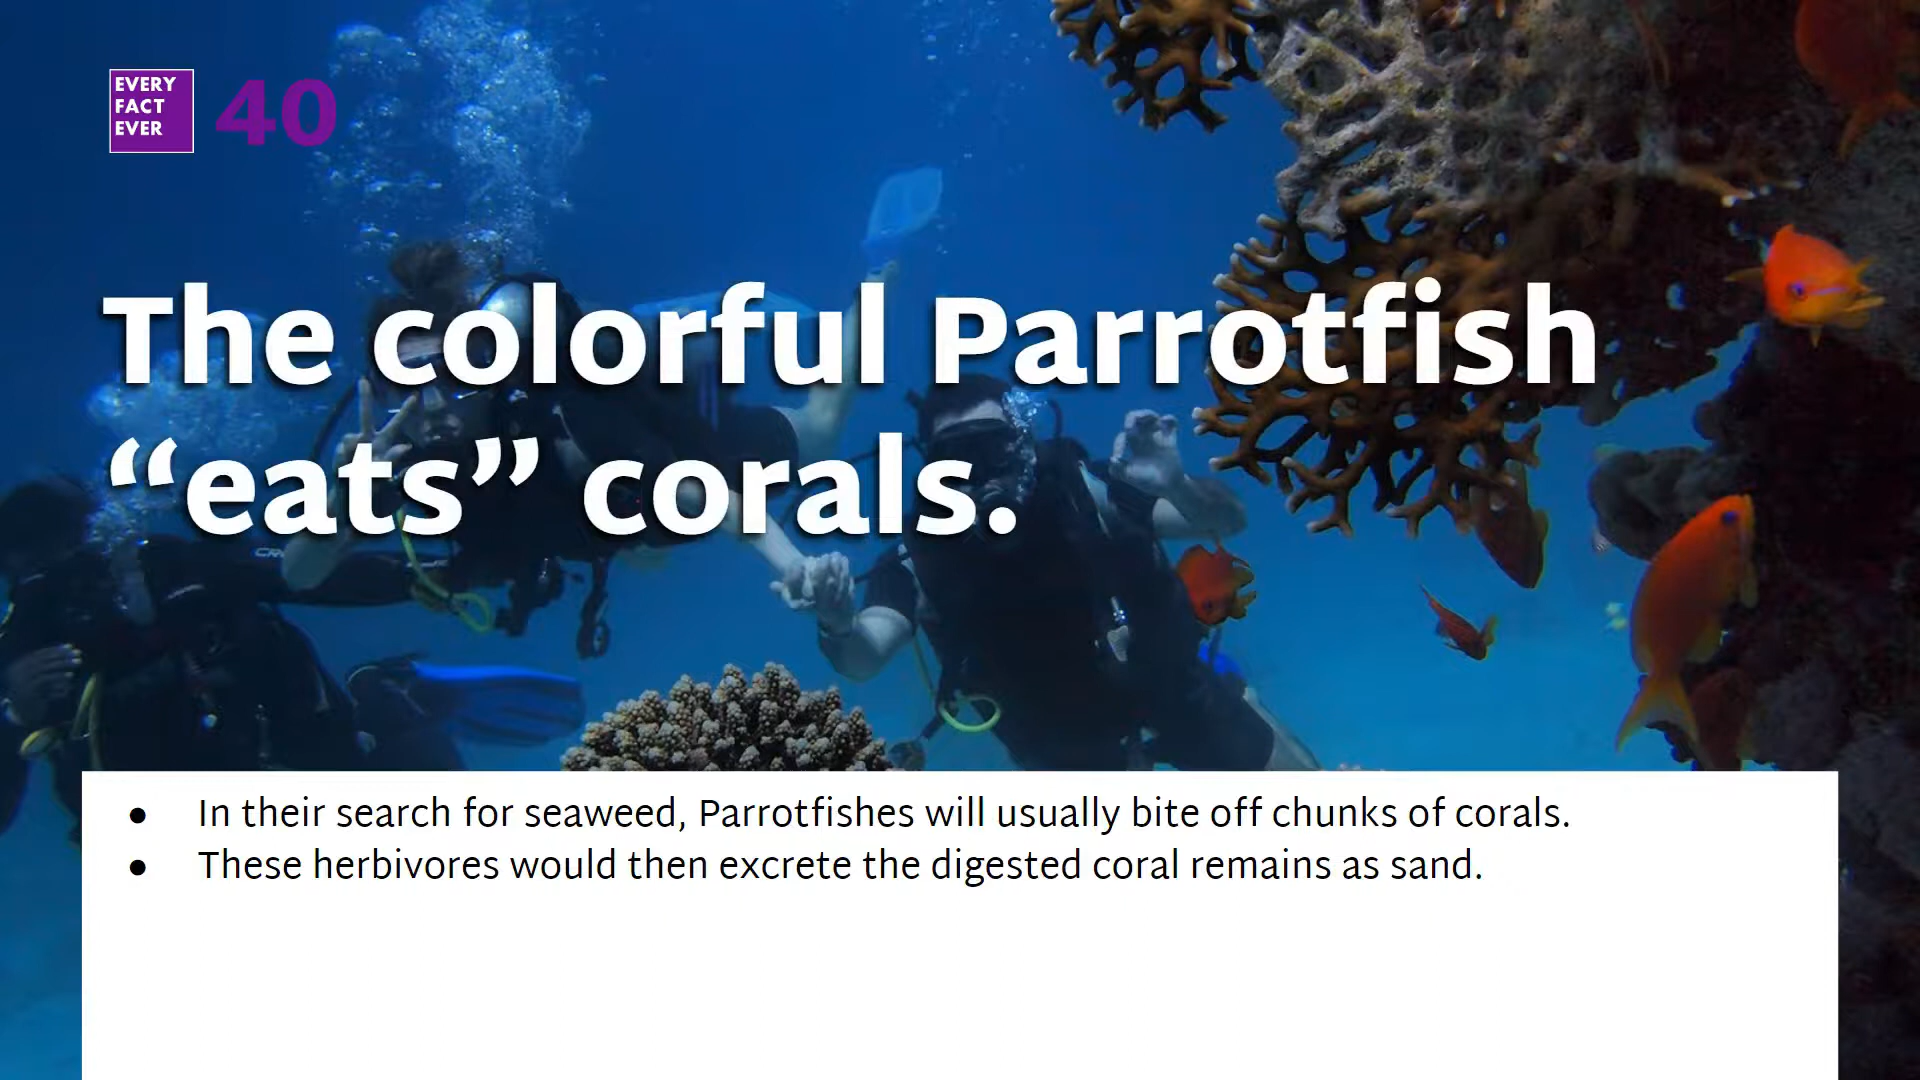 EVERY
FACT
EVER
40
The colorful Parrotfish
“eats” corals.
● In their search for seaweed, Parrotfishes will usually bite off chunks of corals.
● These herbivores would then excrete the digested coral remains as sand.